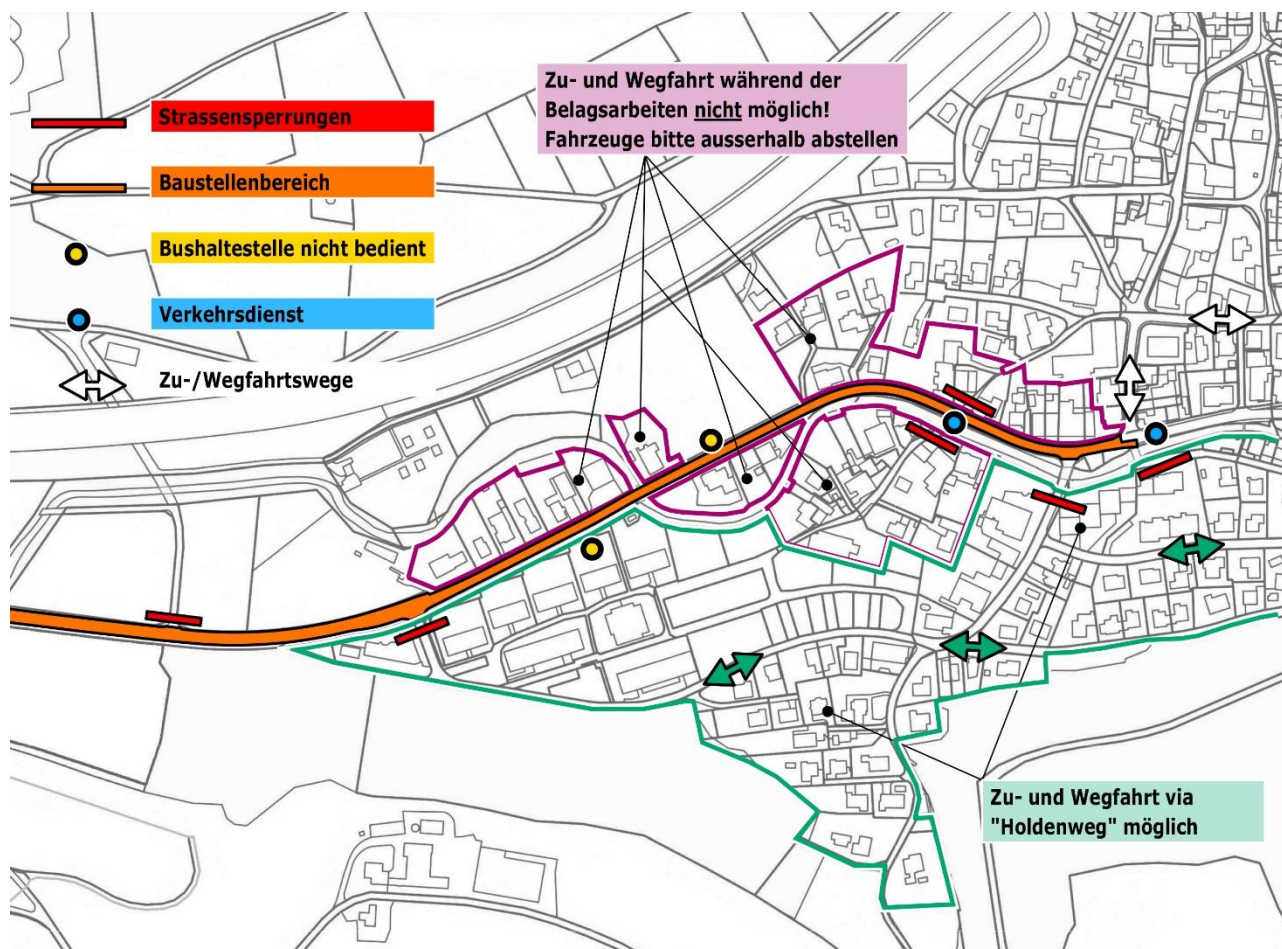 Strassensperrungen
Baustellenbereich
Bushaltestelle nicht bedient
Verkehrsdienst
Zu-/Wegfahrtswege
Zu- und Wegfahrt während der
Belagsarbeiten nicht möglich!
Fahrzeuge bitte ausserhalb abstellen
Zu- und Wegfahrt via
"Holdenweg" möglich